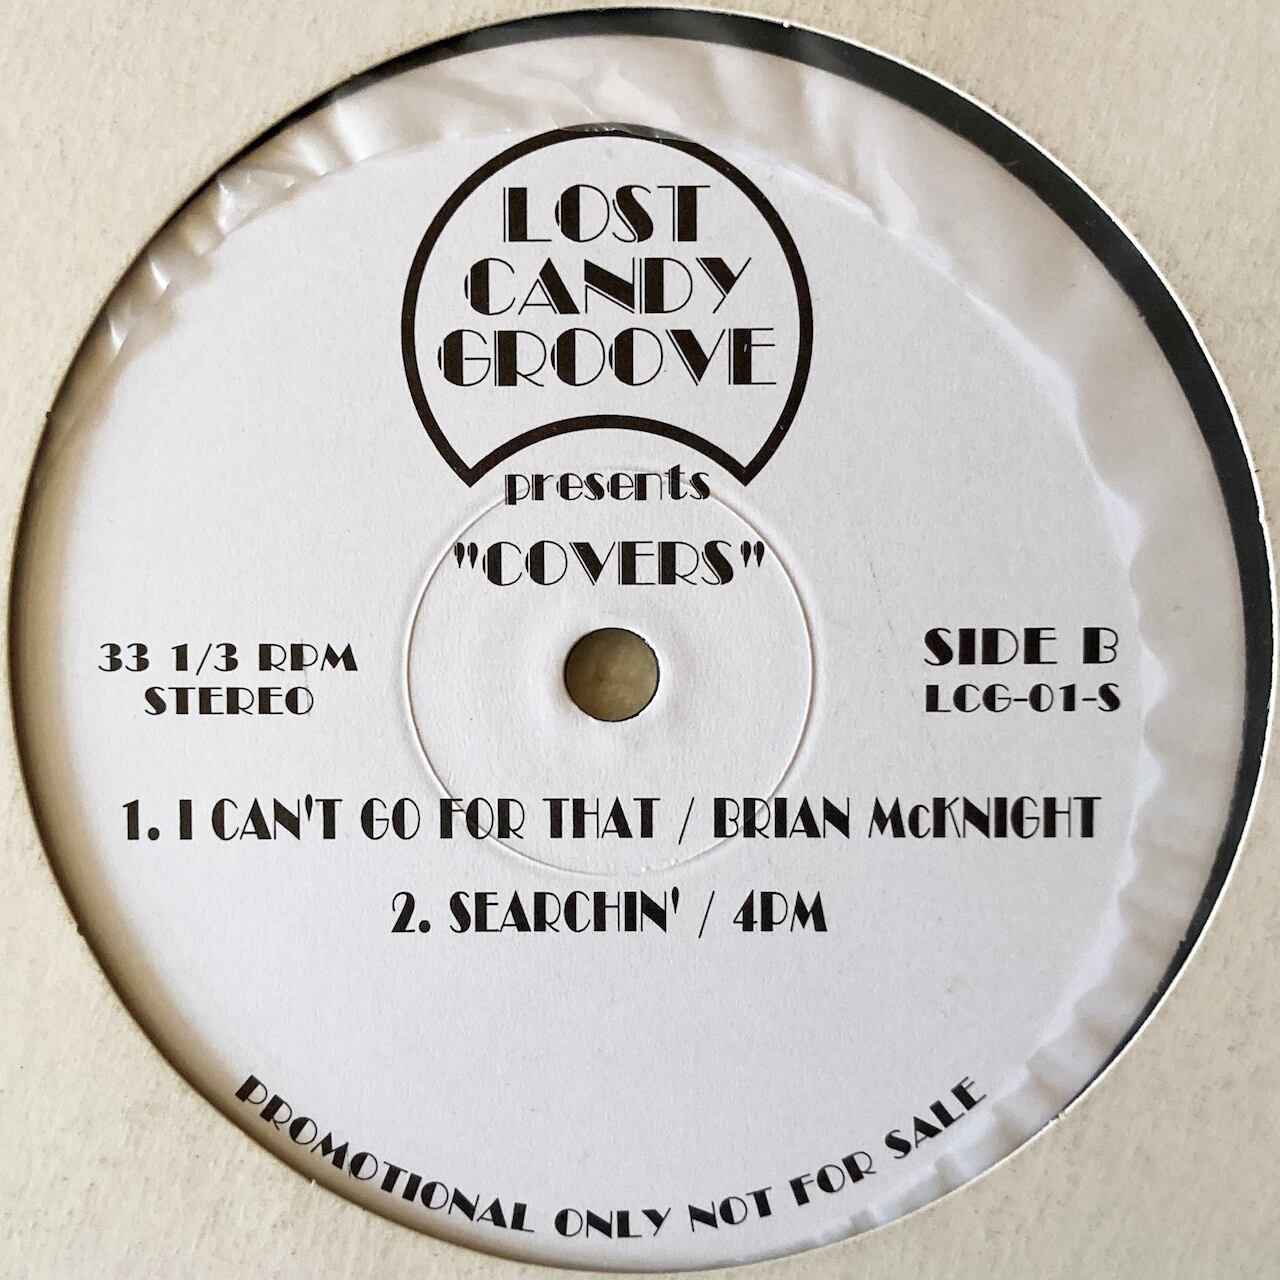 LOST
CANDY
GROOVE
presents
"COVERS"
33 1/3 RPM
STEREO
SIDE B
LCG-01-S
1. I CAN'T GO FOR THAT / BRIAN McKNIGHT
2. SEARCHIN' / 4PM
PROMOTIONAL ONLY NOT FOR SALE